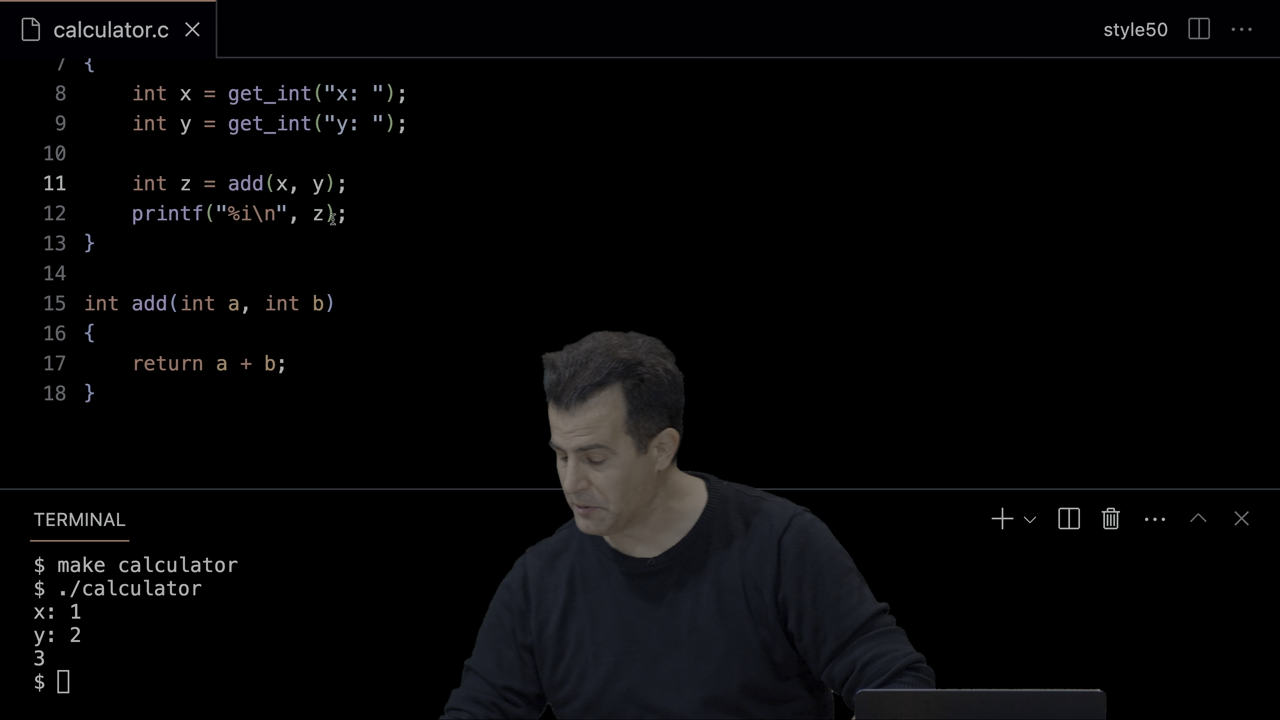 calculator.c
style50
7 {
8     int x = get_int("x: ");
9     int y = get_int("y: ");
10
11     int z = add(x, y);
12     printf("%i\n", z);
13 }
14
15 int add(int a, int b)
16 {
17     return a + b;
18 }
TERMINAL
$ make calculator
$ ./calculator
x: 1
y: 2
3
$